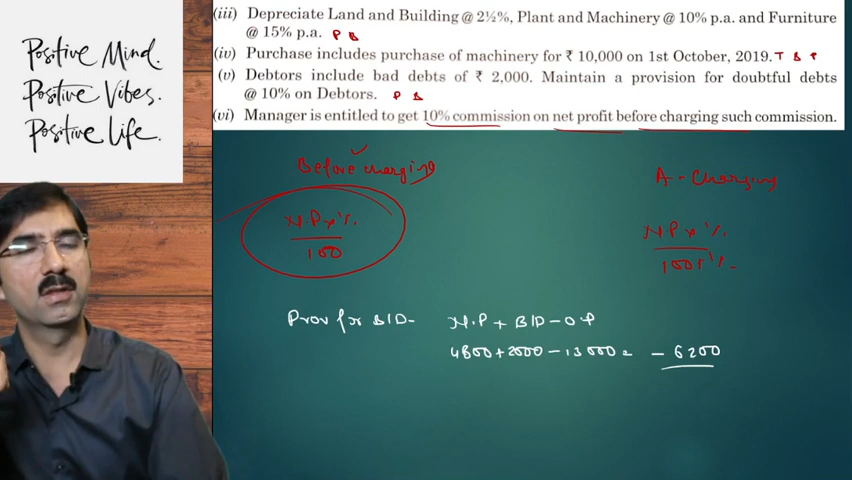 Positive Mind.
Positive Vibes.
Positive Life.
(iii) Depreciate Land and Building @ 2½%, Plant and Machinery @ 10% p.a. and Furniture
@ 15% p.a. P B
(iv) Purchase includes purchase of machinery for ₹ 10,000 on 1st October, 2019. T B P
(v) Debtors include bad debts of ₹ 2,000. Maintain a provision for doubtful debts
@ 10% on Debtors. P B
(vi) Manager is entitled to get 10% commission on net profit before charging such commission.
Before charging
N.P x %
100
A - Charging
N P x %
100+%
Prov for B/D - N.P + B/D - O.P
4800+2000-13000= - 6200